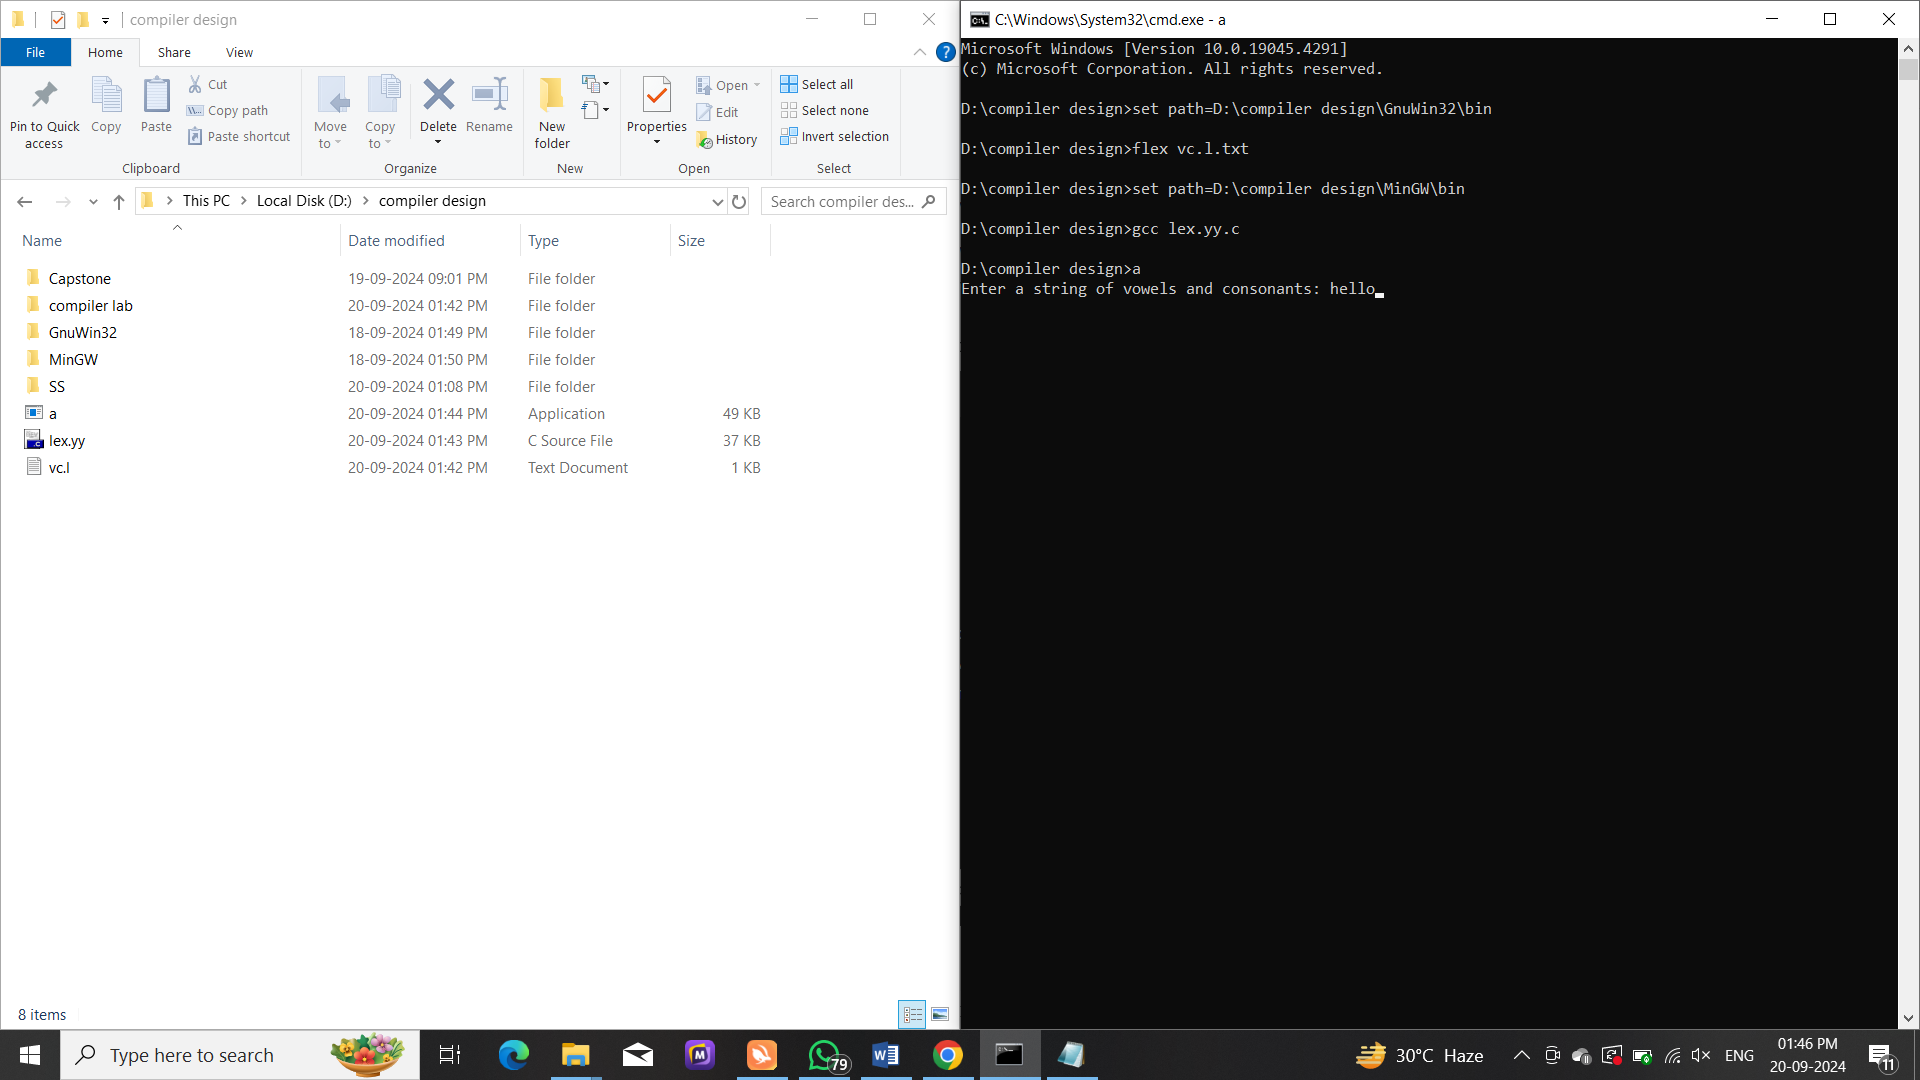 compiler design
File
Home
Share
View
Pin to Quick access
Copy
Paste
Cut
Copy path
Paste shortcut
Clipboard
Move to
Copy to
Delete
Rename
Organize
New folder
New
Properties
Open
Edit
History
Open
Select all
Select none
Invert selection
Select
This PC > Local Disk (D:) > compiler design
Search compiler des...
Name Date modified Type Size
Capstone 19-09-2024 09:01 PM File folder
compiler lab 20-09-2024 01:42 PM File folder
GnuWin32 18-09-2024 01:49 PM File folder
MinGW 18-09-2024 01:50 PM File folder
SS 20-09-2024 01:08 PM File folder
a 20-09-2024 01:44 PM Application 49 KB
lex.yy 20-09-2024 01:43 PM C Source File 37 KB
vc.l 20-09-2024 01:42 PM Text Document 1 KB
8 items
C:\Windows\System32\cmd.exe - a
Microsoft Windows [Version 10.0.19045.4291]
(c) Microsoft Corporation. All rights reserved.
D:\compiler design>set path=D:\compiler design\GnuWin32\bin
D:\compiler design>flex vc.l.txt
D:\compiler design>set path=D:\compiler design\MinGW\bin
D:\compiler design>gcc lex.yy.c
D:\compiler design>a
Enter a string of vowels and consonants: hello
Type here to search
79
30°C Haze
ENG
01:46 PM
20-09-2024
11